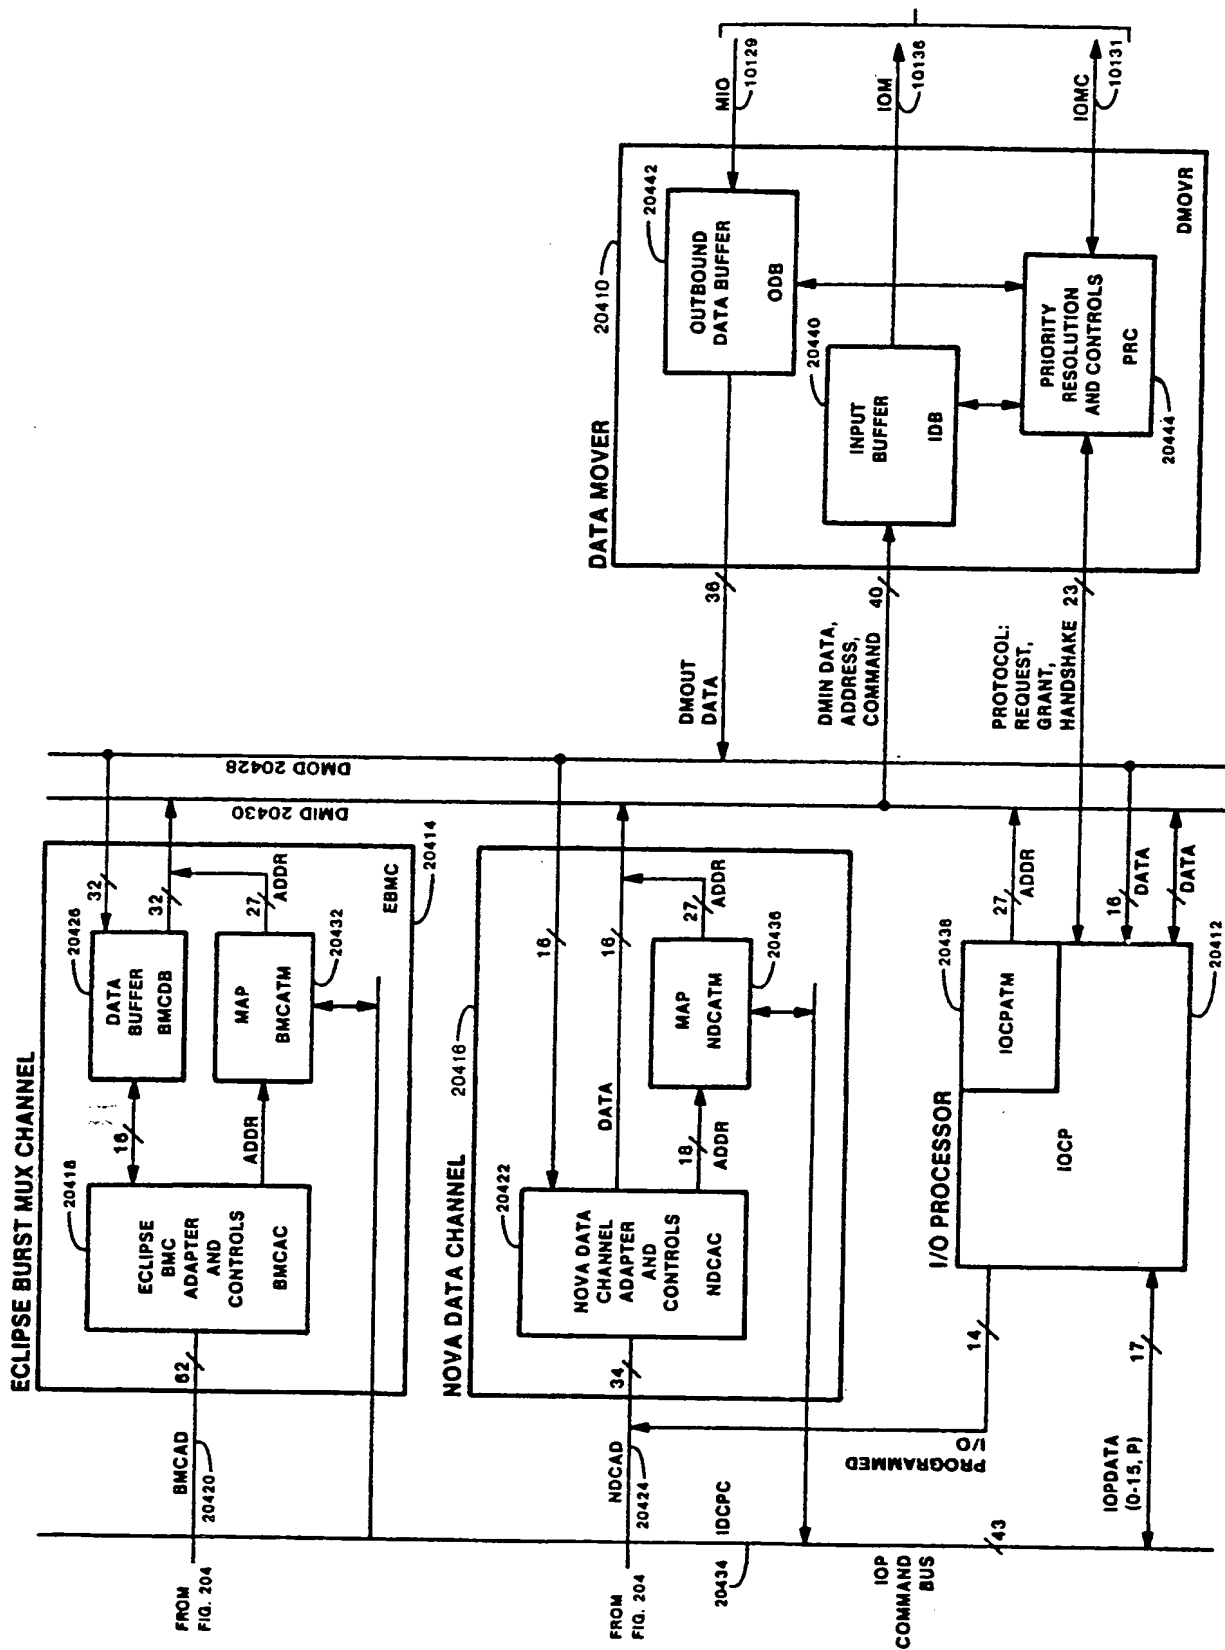 ECLIPSE BURST MUX CHANNEL
FROM
FIG. 204
BMCAD
20420
62
20418
ECLIPSE
BMC
ADAPTER
AND
CONTROLS
BMCAC
16
ADDR
20426
DATA
BUFFER
BMCDB
MAP
BMCATM
20432
32
32
27
ADDR
EBMC
20414
DMID 20430
DMOD 20428
NOVA DATA CHANNEL
20416
FROM
FIG. 204
NDCAD
20424
34
20422
NOVA DATA
CHANNEL
ADAPTER
AND
CONTROLS
NDCAC
DATA
18
ADDR
MAP
NDCATM
20436
16
16
27
ADDR
IDCPC
20434
IOP
COMMAND
BUS
43
PROGRAMMED
I/O
14
I/O PROCESSOR
IOCP
IOCPATM
20438
20412
27
ADDR
16
DATA
DATA
17
IOPDATA
(0-15, P)
DMOUT
DATA
36
DMIN DATA,
ADDRESS,
COMMAND
40
PROTOCOL:
REQUEST,
GRANT,
HANDSHAKE
23
DATA MOVER
20410
OUTBOUND
DATA BUFFER
ODB
20442
20440
INPUT
BUFFER
IDB
PRIORITY
RESOLUTION
AND CONTROLS
PRC
20444
DMOVR
MIO
10129
IOM
10136
IOMC
10131